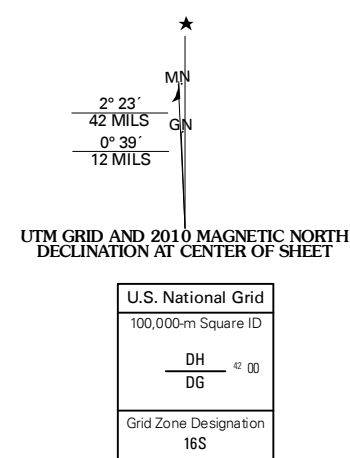 ★
MN
2° 23´
42 MILS
GN
0° 39´
12 MILS
UTM GRID AND 2010 MAGNETIC NORTH
DECLINATION AT CENTER OF SHEET
U.S. National Grid
100,000-m Square ID
DH
42 00
DG
Grid Zone Designation
16S